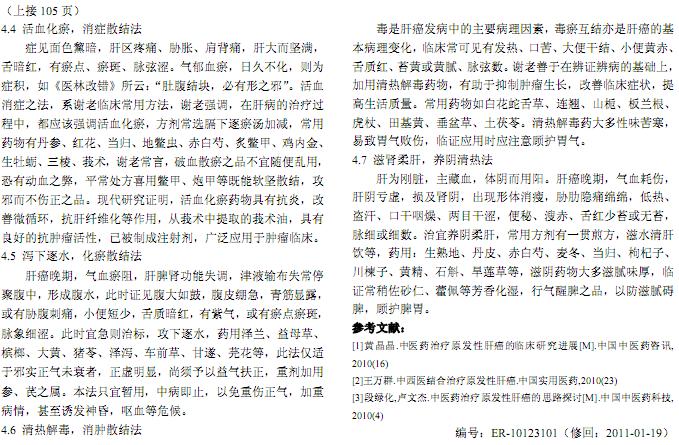 （上接 105 页）
4.4 活血化瘀，消症散结法
症见面色黧暗，肝区疼痛、胁胀、肩背痛，肝大而坚满，
舌暗红，有瘀点、瘀斑、脉弦涩。气郁血瘀，日久不化，则为
症积，如《医林改错》所云：“肚腹结块，必有形之邪”。活血
消症之法，系谢老临床常用方法，谢老强调，在肝病的治疗过
程中，都应该强调活血化瘀，方剂常选膈下逐瘀汤加减，常用
药物有丹参、红花、当归、地鳖虫、赤白芍、炙鳖甲、鸡内金、
生牡蛎、三棱、莪术，谢老常言，破血散瘀之品不宜随便乱用，
恐有动血之弊，平常处方喜用鳖甲、炮甲等既能软坚散结，攻
邪而不伤正之品。现代研究证明，活血化瘀药物具有抗炎，改
善微循环，抗肝纤维化等作用，从莪术中提取的莪术油，具有
良好的抗肿瘤活性，已被制成注射剂，广泛应用于肿瘤临床。
4.5 泻下逐水，化瘀散结法
肝癌晚期，气血瘀阻，肝脾肾功能失调，津液输布失常停
聚腹中，形成腹水，此时证见腹大如鼓，腹皮绷急，青筋显露，
或有胁腹刺痛，小便短少，舌质暗红，有紫气，或有瘀点瘀斑，
脉象细涩。此时宜急则治标，攻下逐水，药用泽兰、益母草、
槟榔、大黄、猪苓、泽泻、车前草、甘遂、芫花等，此法仅适
于邪实正气未衰者，正虚明显，尚须予以益气扶正，重剂加用
参、芪之属。本法只宜暂用，中病即止，以免重伤正气，加重
病情，甚至诱发神昏，呕血等危候。
4.6 清热解毒，消肿散结法
毒是肝癌发病中的主要病理因素，毒瘀互结亦是肝癌的基
本病理变化，临床常可见有发热、口苦、大便干结、小便黄赤、
舌质红、苔黄或黄腻、脉弦数。谢老善于在辨证辨病的基础上，
加用清热解毒药物，有助于抑制肿瘤生长，改善临床症状，提
高生活质量。常用药物如白花蛇舌草、连翘、山栀、板兰根、
虎杖、田基黄、垂盆草、土茯苓。清热解毒药大多性味苦寒，
易致胃气败伤，临证应用时应注意顾护胃气。
4.7 滋肾柔肝，养阴清热法
肝为刚脏，主藏血，体阴而用阳。肝癌晚期，气血耗伤，
肝阴亏虚，损及肾阴，出现形体消瘦，胁肋隐痛绵绵，低热、
盗汗、口干咽燥、两目干涩，便秘、溲赤、舌红少苔或无苔，
脉细或细数。治宜养阴柔肝，常用方剂有一贯煎方，滋水清肝
饮等，药用：生熟地、丹皮、赤白芍、麦冬、当归、枸杞子、
川楝子、黄精、石斛、旱莲草等，滋阴药物大多滋腻味厚，临
证常稍佐砂仁、藿佩等芳香化湿，行气醒脾之品，以防滋腻碍
脾，顾护脾胃。
参考文献：
[1]黄晶晶.中医药治疗原发性肝癌的临床研究进展[M].中国中医药咨讯,
2010(16)
[2]王万群.中西医结合治疗原发性肝癌.中国实用医药,2010(23)
[3]段绿化,卢文杰.中医药治疗原发性肝癌的思路探讨[M].中国中医药科技,
2010(4)
编号：ER-10123101（修回：2011-01-19）